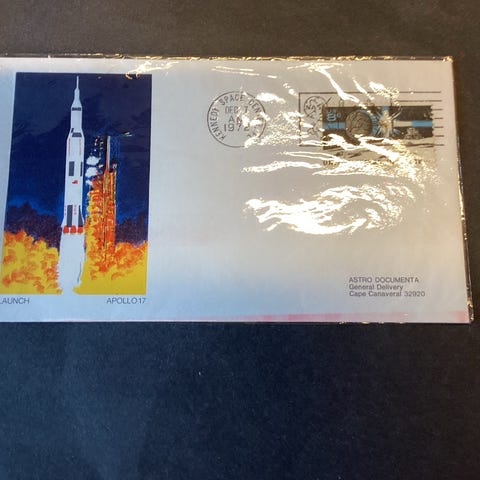 KENNEDY SPACE CEN
DEC 7
AM
1972
8c
LAUNCH
APOLLO 17
ASTRO DOCUMENTA
General Delivery
Cape Canaveral 32920